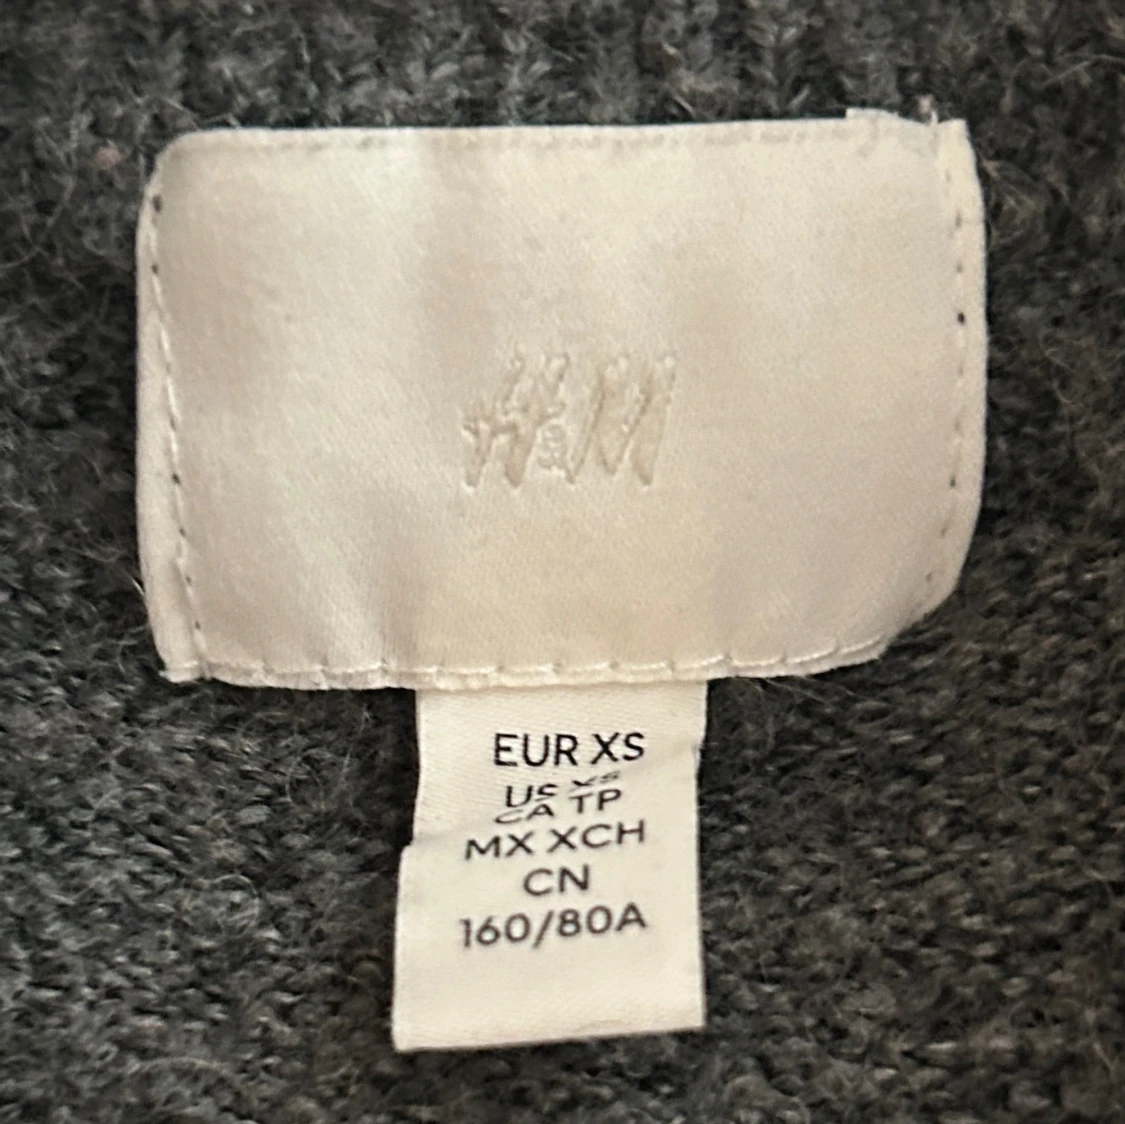 H&M
EUR XS
US XS
CA TP
MX XCH
CN
160/80A